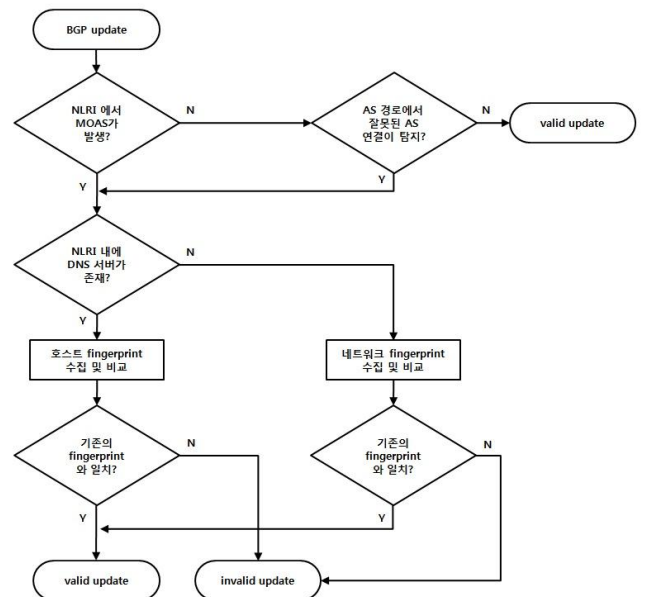 BGP update
NLRI 에서
MOAS가
발생?
N
AS 경로에서
잘못된 AS
연결이 탐지?
N
valid update
Y
Y
NLRI 내에
DNS 서버가
존재?
N
Y
호스트 fingerprint
수집 및 비교
네트워크 fingerprint
수집 및 비교
기존의
fingerprint
와 일치?
N
기존의
fingerprint
와 일치?
N
Y
Y
valid update
invalid update